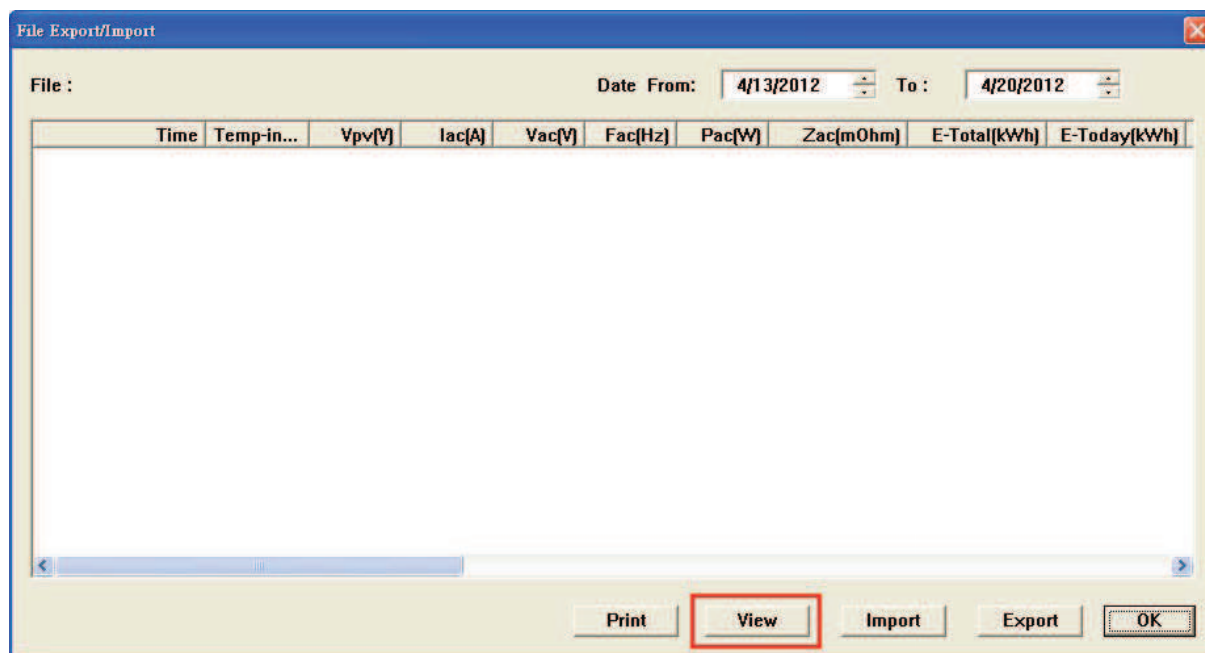 File Export/Import
File : Date From: 4/13/2012 To : 4/20/2012
Time Temp-in... Vpv(V) Iac(A) Vac(V) Fac(Hz) Pac(W) Zac(mOhm) E-Total(kWh) E-Today(kWh)
Print View Import Export OK